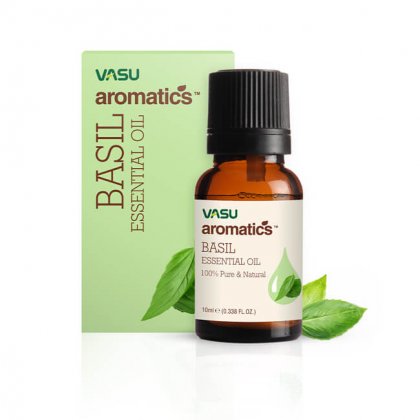 VASU
aromatics™
BASIL
ESSENTIAL OIL
VASU
aromatics™
BASIL
ESSENTIAL OIL
100% Pure & Natural
10ml ℮ (0.338 FL. OZ.)